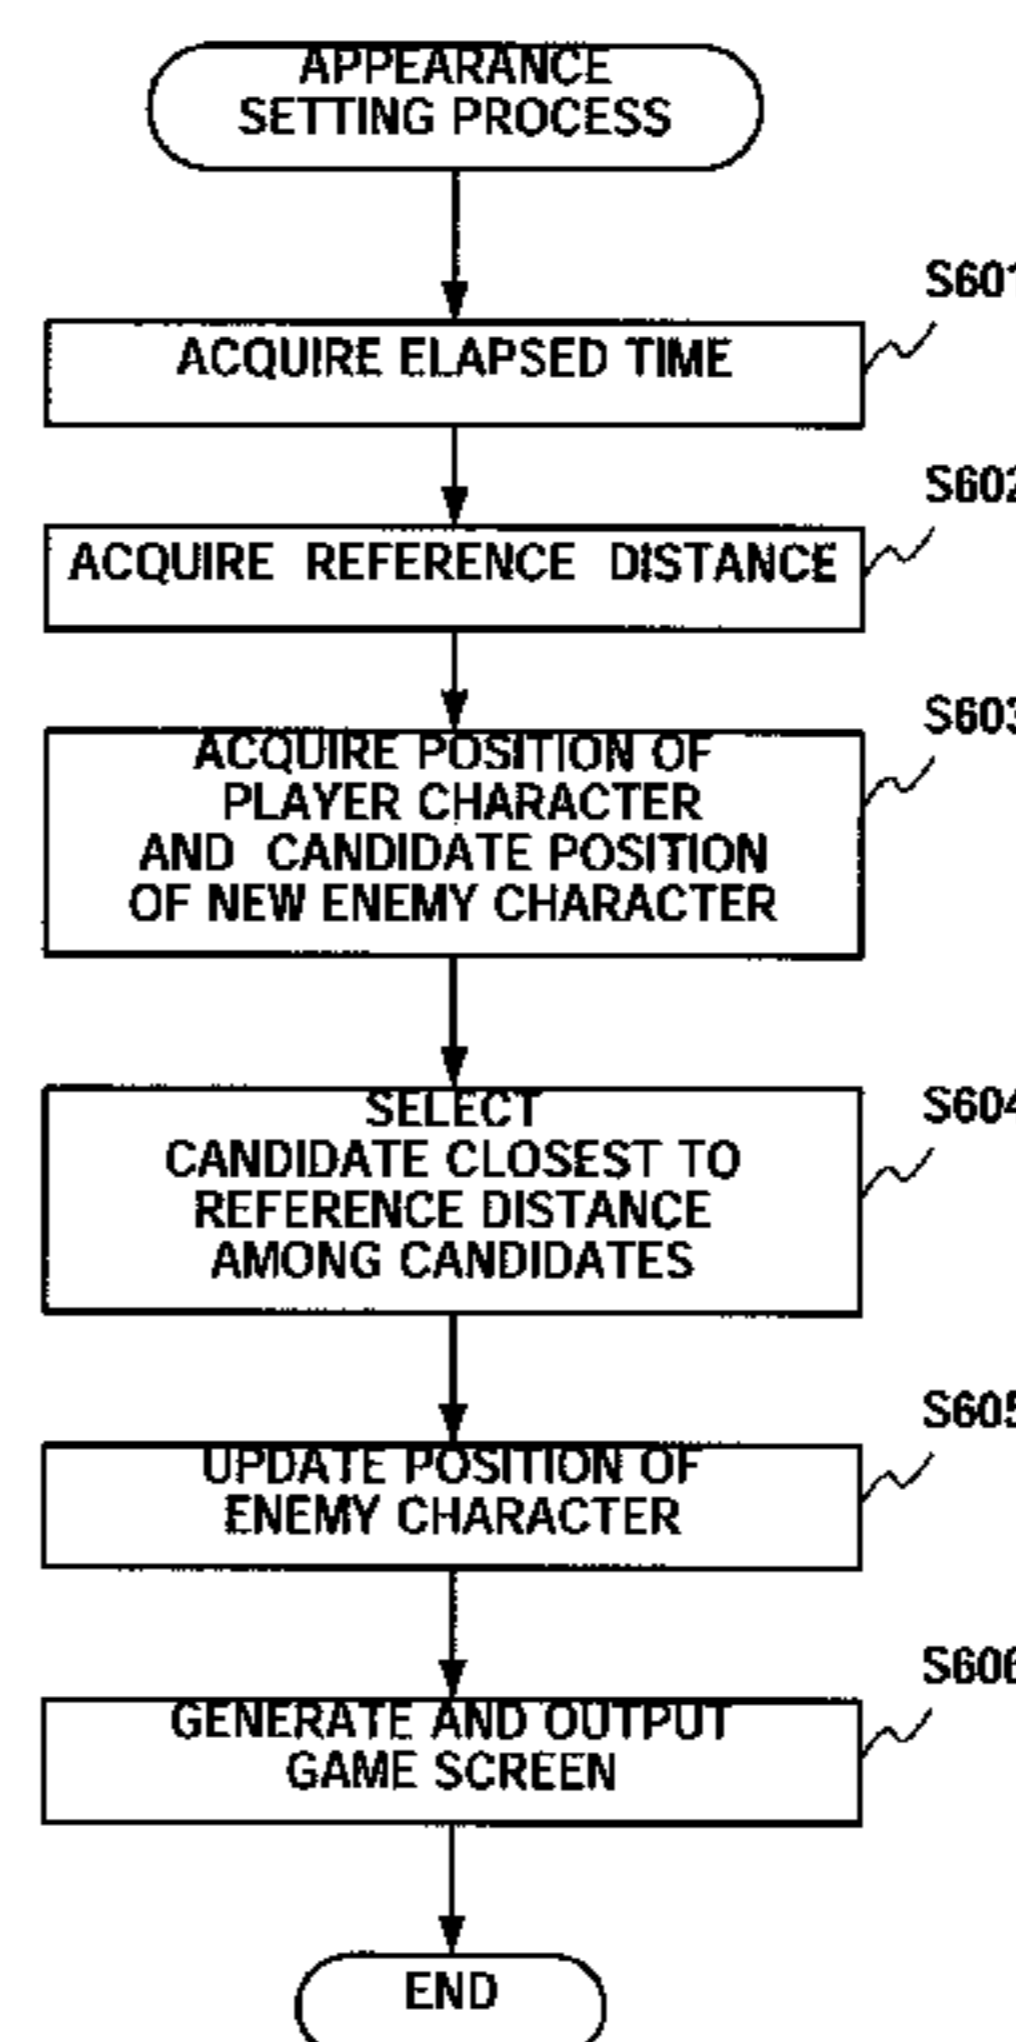 APPEARANCE
SETTING PROCESS
S601
ACQUIRE ELAPSED TIME
S602
ACQUIRE REFERENCE DISTANCE
S603
ACQUIRE POSITION OF
PLAYER CHARACTER
AND CANDIDATE POSITION
OF NEW ENEMY CHARACTER
S604
SELECT
CANDIDATE CLOSEST TO
REFERENCE DISTANCE
AMONG CANDIDATES
S605
UPDATE POSITION OF
ENEMY CHARACTER
S606
GENERATE AND OUTPUT
GAME SCREEN
END